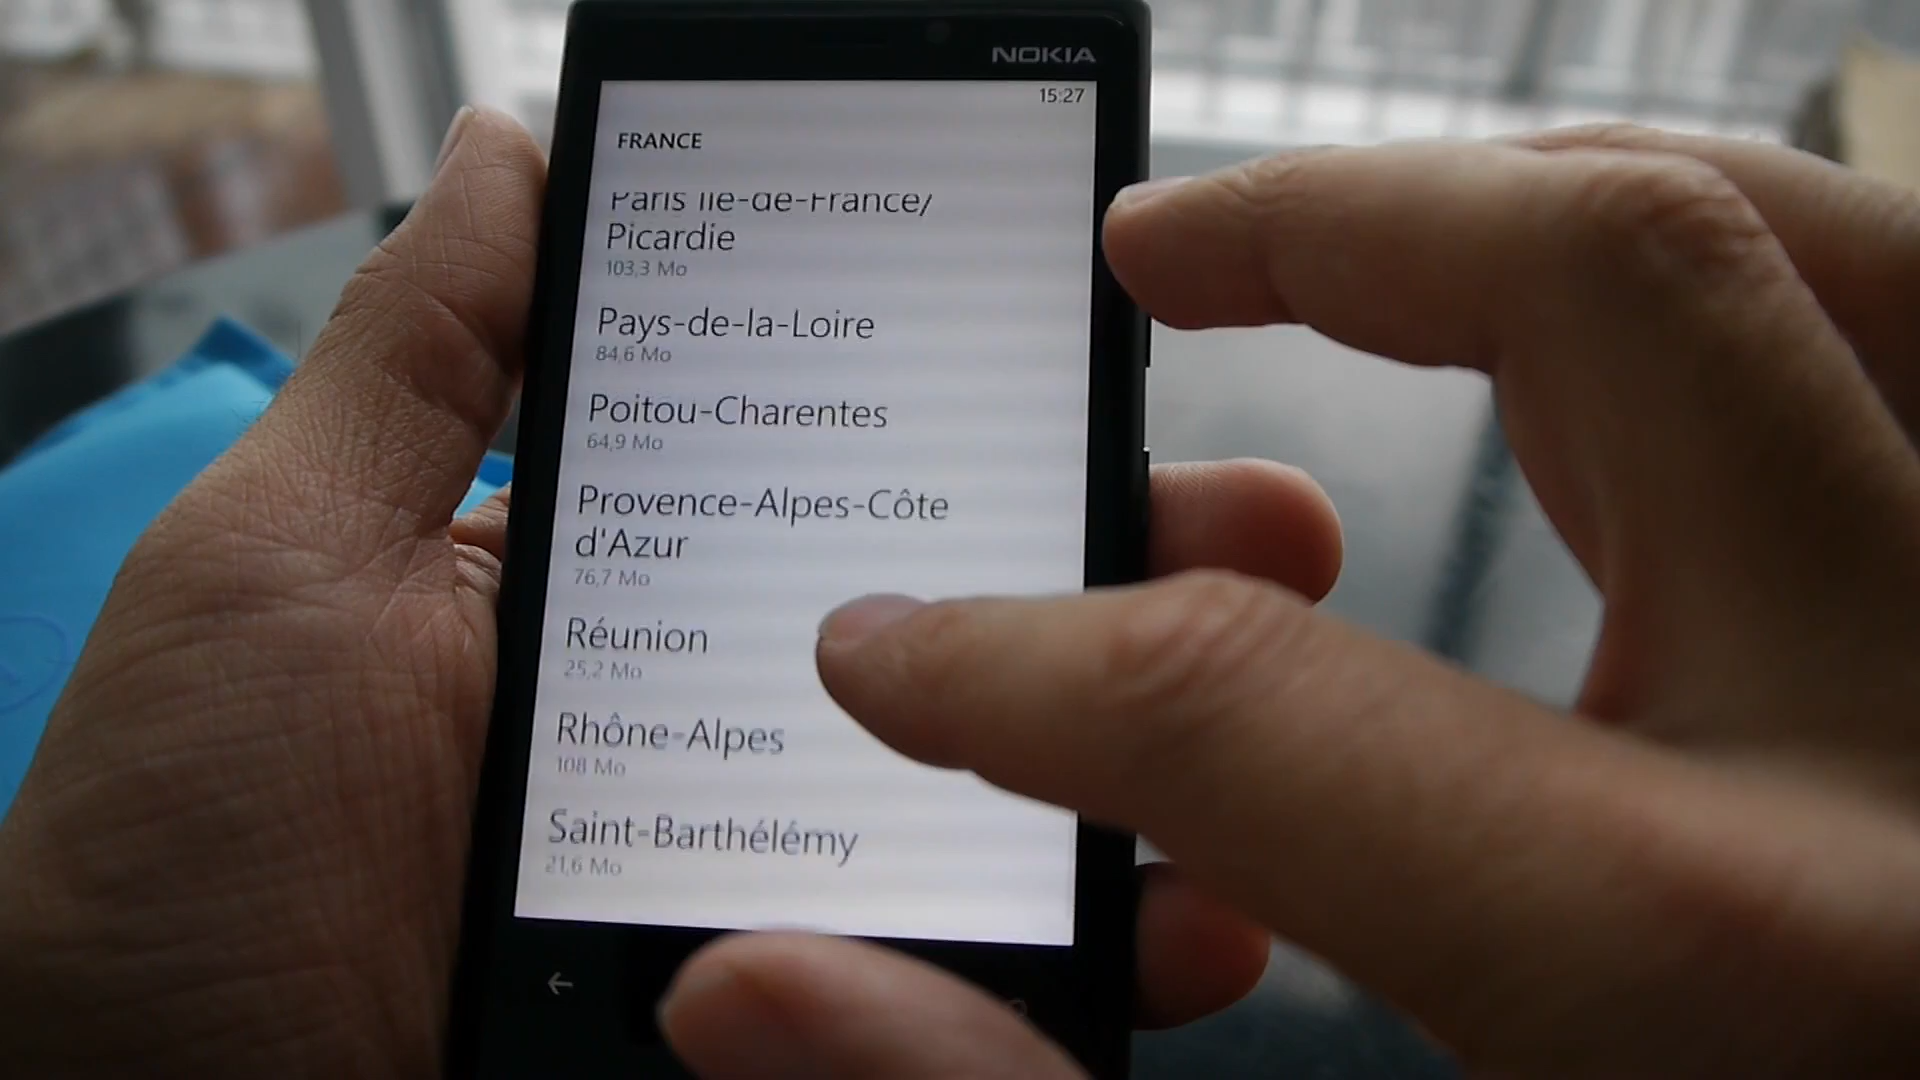 NOKIA
15:27
FRANCE
Paris Ile-de-France/
Picardie
103,3 Mo
Pays-de-la-Loire
84,6 Mo
Poitou-Charentes
64,9 Mo
Provence-Alpes-Côte
d'Azur
76,7 Mo
Réunion
25,2 Mo
Rhône-Alpes
108 Mo
Saint-Barthélémy
21,6 Mo